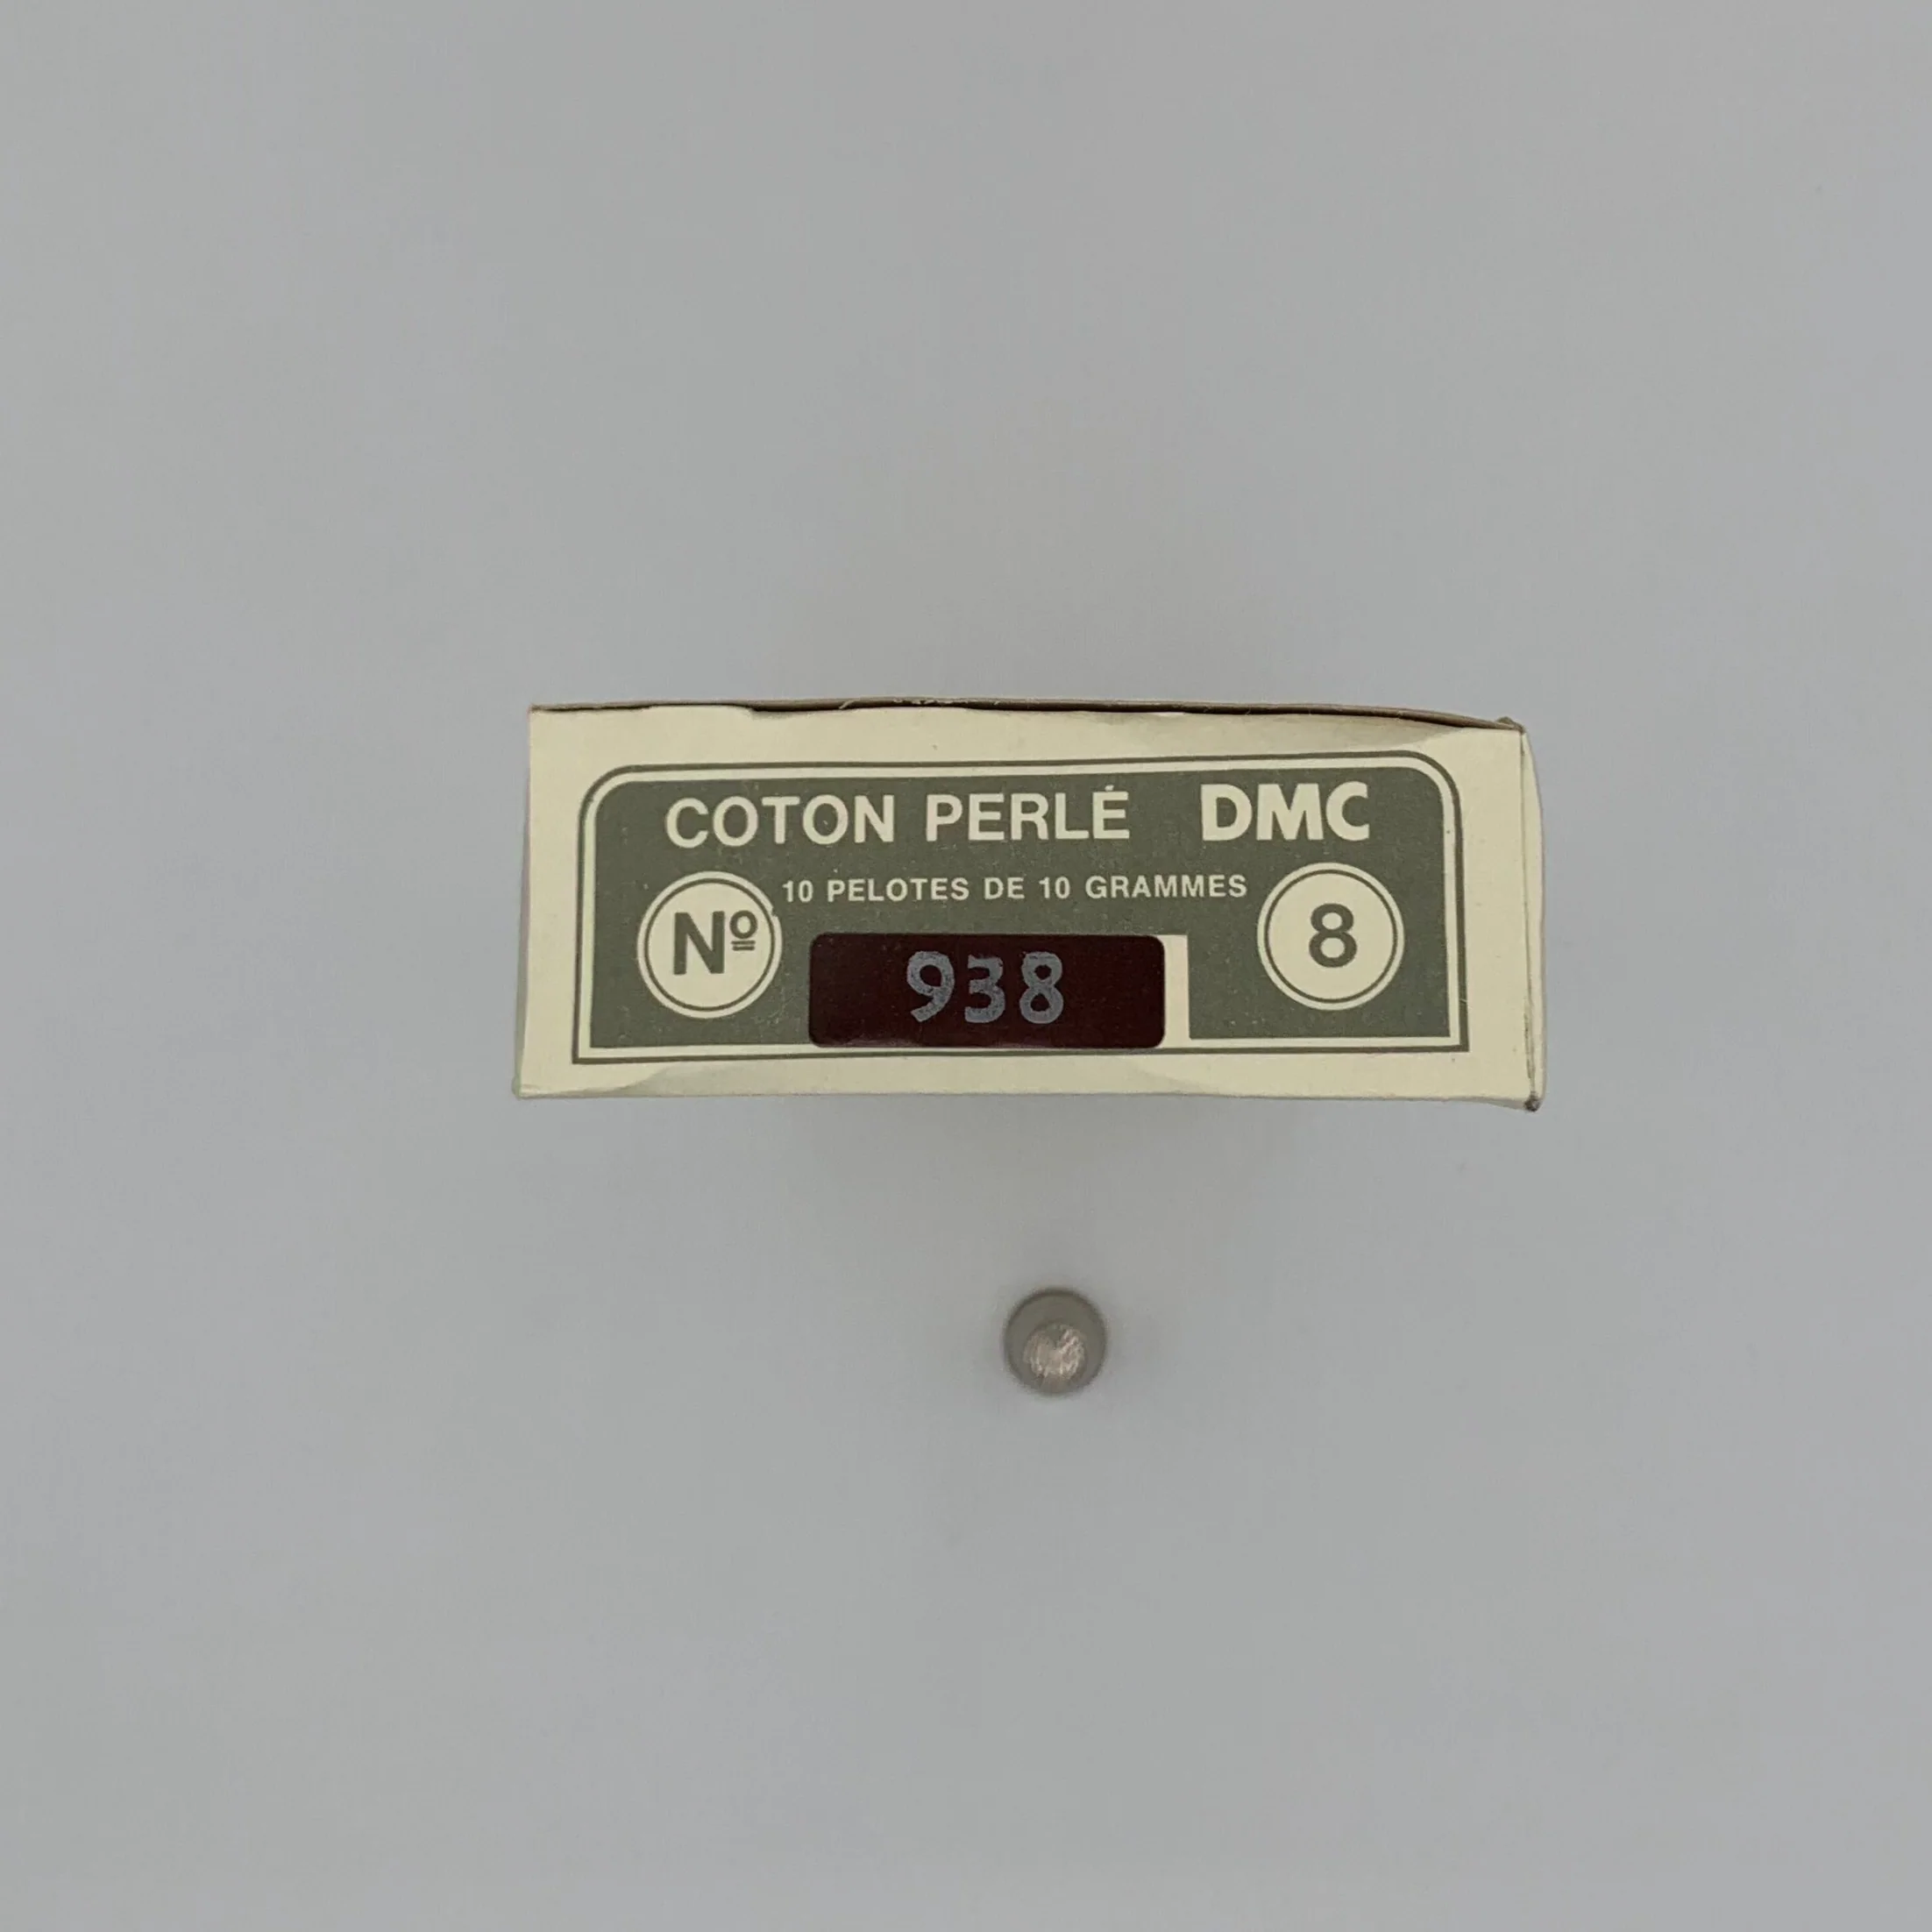 COTON PERLÉ DMC
10 PELOTES DE 10 GRAMMES
Nº 938 8